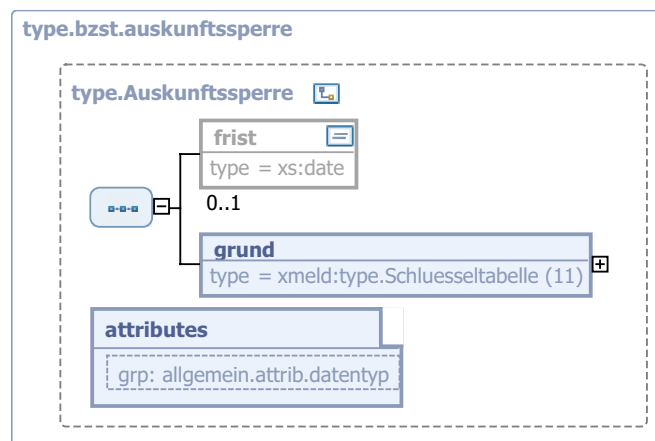 type.bzst.auskunftssperre
type.Auskunftssperre
frist
type = xs:date
0..1
grund
type = xmeld:type.Schluesseltabelle (11)
attributes
grp: allgemein.attrib.datentyp